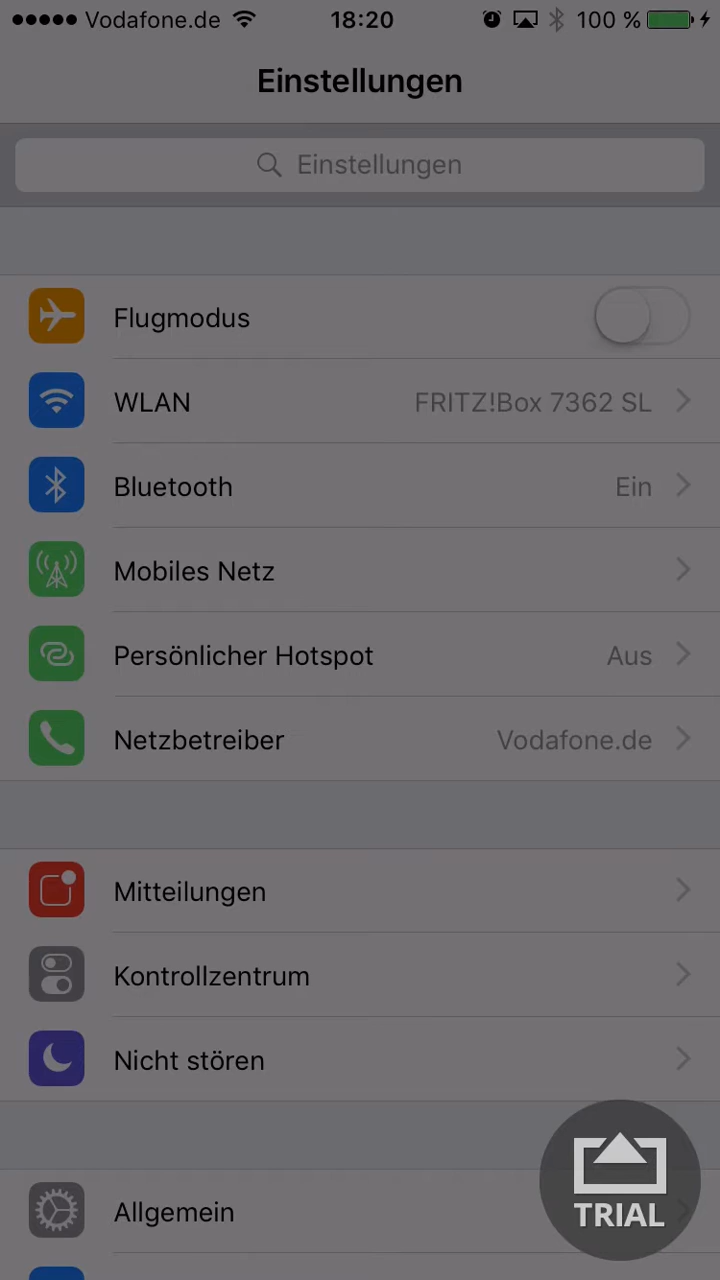 Vodafone.de 18:20 100 %
Einstellungen
Einstellungen
Flugmodus
WLAN FRITZ!Box 7362 SL
Bluetooth Ein
Mobiles Netz
Persönlicher Hotspot Aus
Netzbetreiber Vodafone.de
Mitteilungen
Kontrollzentrum
Nicht stören
Allgemein
TRIAL